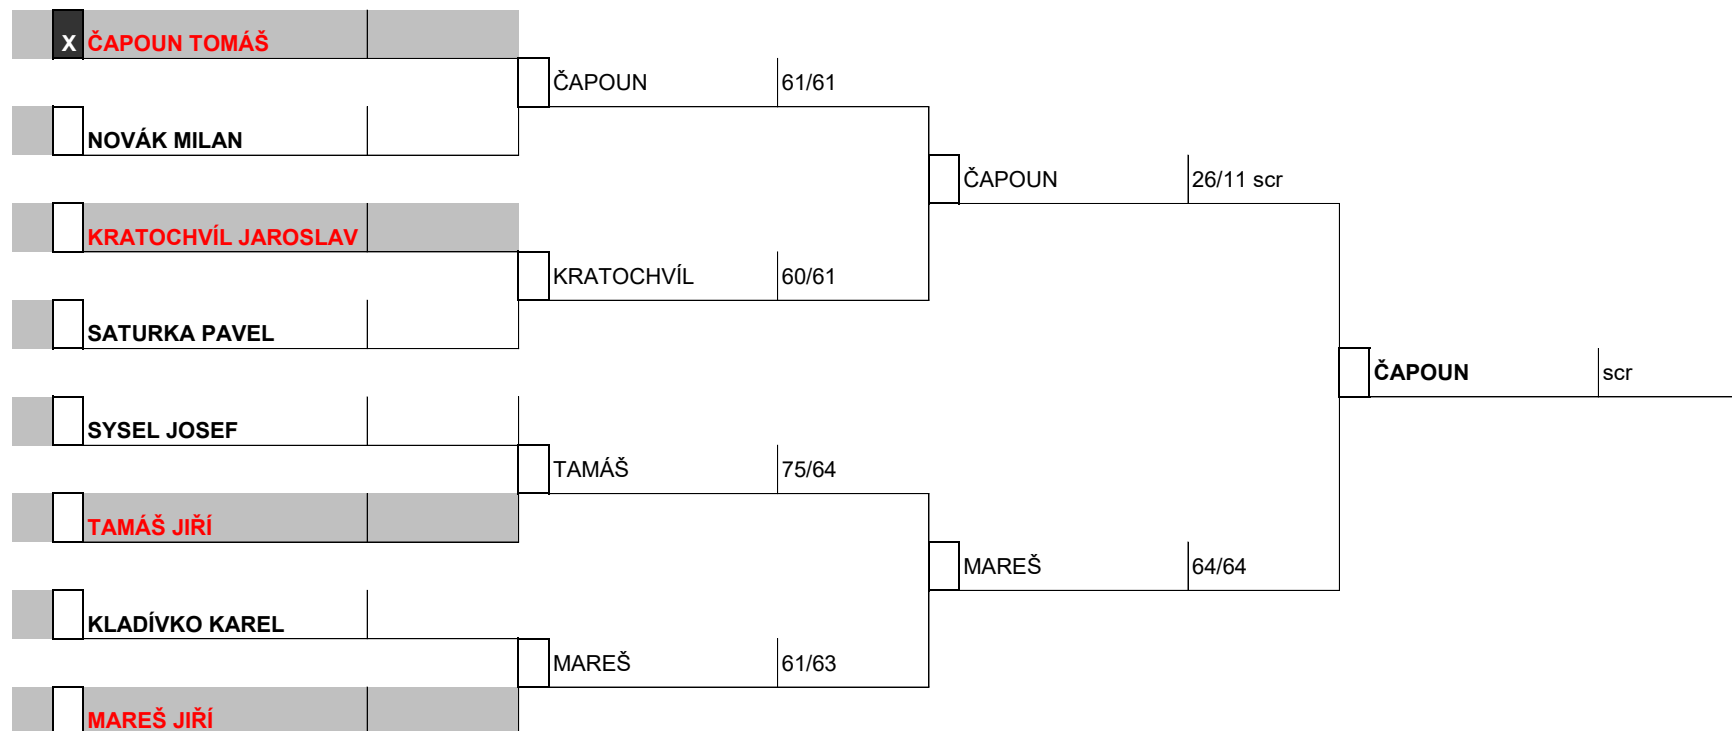 X ČAPOUN TOMÁŠ
ČAPOUN 61/61
NOVÁK MILAN
ČAPOUN 26/11 scr
KRATOCHVÍL JAROSLAV
KRATOCHVÍL 60/61
SATURKA PAVEL
ČAPOUN scr
SYSEL JOSEF
TAMÁŠ 75/64
TAMÁŠ JIŘÍ
MAREŠ 64/64
KLADÍVKO KAREL
MAREŠ 61/63
MAREŠ JIŘÍ